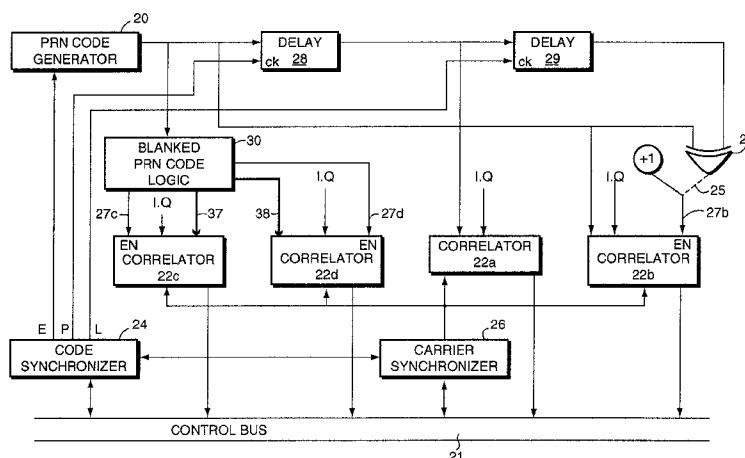 20
PRN CODE
GENERATOR
DELAY
28
ck
DELAY
29
ck
30
BLANKED
PRN CODE
LOGIC
+1
25
I.Q
27c
37
38
I.Q
27d
I.Q
I.Q
27b
EN
CORRELATOR
22c
EN
CORRELATOR
22d
CORRELATOR
22a
EN
CORRELATOR
22b
E P L
24
CODE
SYNCHRONIZER
26
CARRIER
SYNCHRONIZER
CONTROL BUS
21